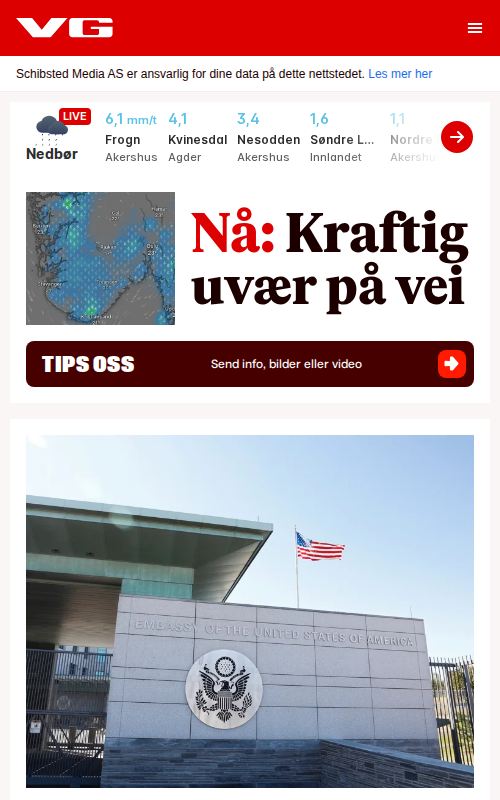 VG
Schibsted Media AS er ansvarlig for dine data på dette nettstedet. Les mer her
LIVE
Nedbør
6,1 mm/t
Frogn
Akershus
4,1
Kvinesdal
Agder
3,4
Nesodden
Akershus
1,6
Søndre L...
Innlandet
1,1
Nordre
Akershu
Nå: Kraftig
uvær på vei
TIPS OSS
Send info, bilder eller video
EMBASSY OF THE UNITED STATES OF AMERICA